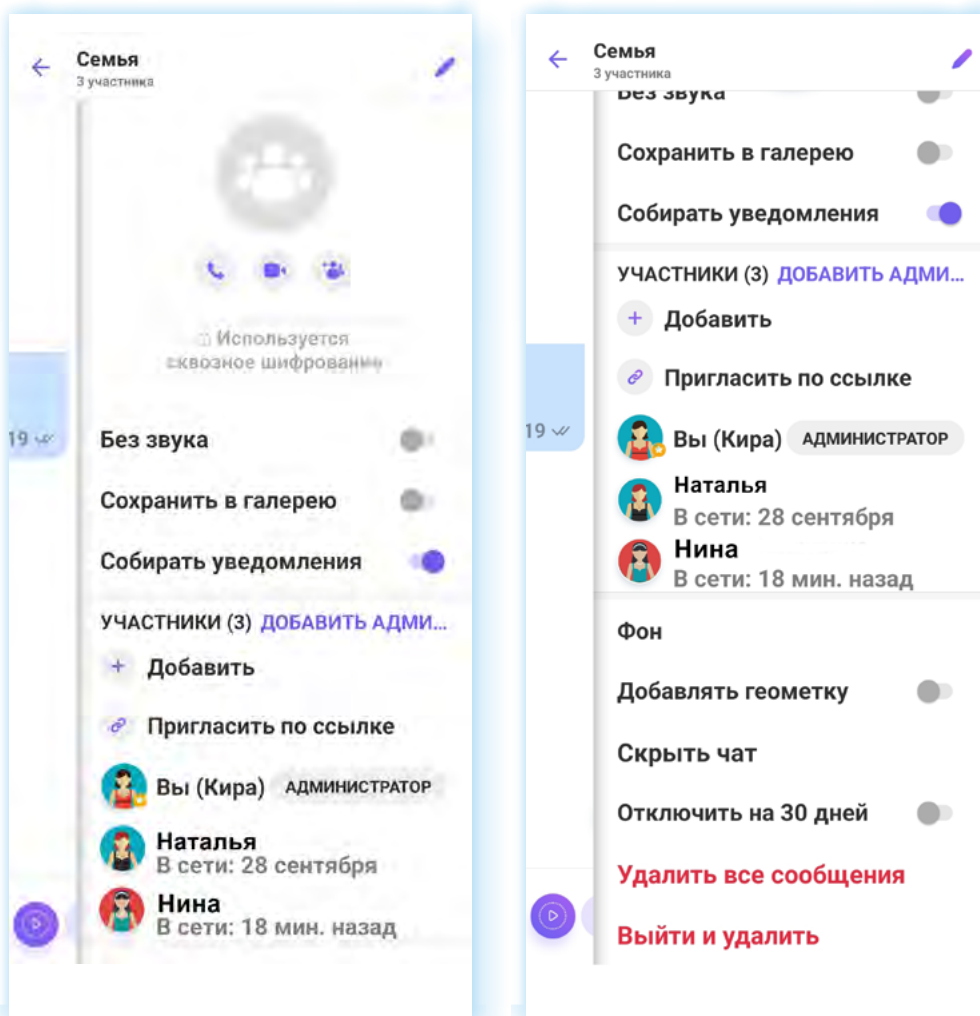 Семья
3 участника
Используется
сквозное шифрование
19
Без звука
Сохранить в галерею
Собирать уведомления
УЧАСТНИКИ (3) ДОБАВИТЬ АДМИ...
Добавить
Пригласить по ссылке
Вы (Кира) АДМИНИСТРАТОР
Наталья
В сети: 28 сентября
Нина
В сети: 18 мин. назад
Семья
3 участника
Без звука
Сохранить в галерею
Собирать уведомления
УЧАСТНИКИ (3) ДОБАВИТЬ АДМИ...
Добавить
Пригласить по ссылке
19
Вы (Кира) АДМИНИСТРАТОР
Наталья
В сети: 28 сентября
Нина
В сети: 18 мин. назад
Фон
Добавлять геометку
Скрыть чат
Отключить на 30 дней
Удалить все сообщения
Выйти и удалить